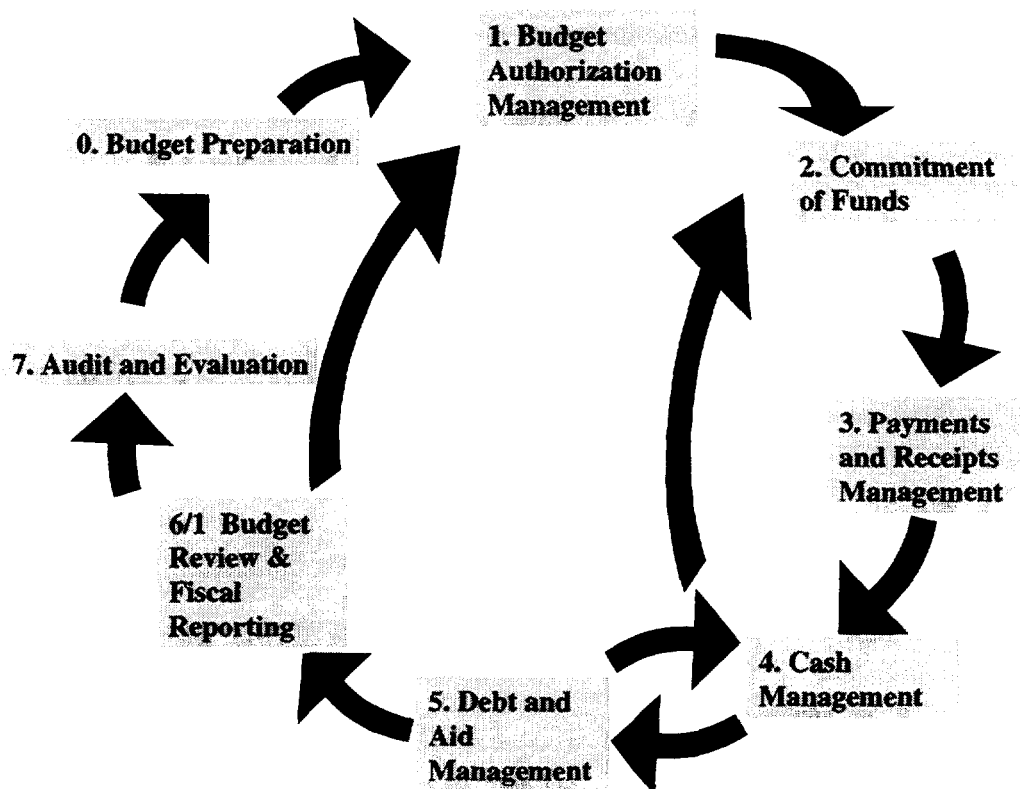 1. Budget
Authorization
Management
0. Budget Preparation
2. Commitment
of Funds
7. Audit and Evaluation
3. Payments
and Receipts
Management
6/1 Budget
Review &
Fiscal
Reporting
4. Cash
Management
5. Debt and
Aid
Management